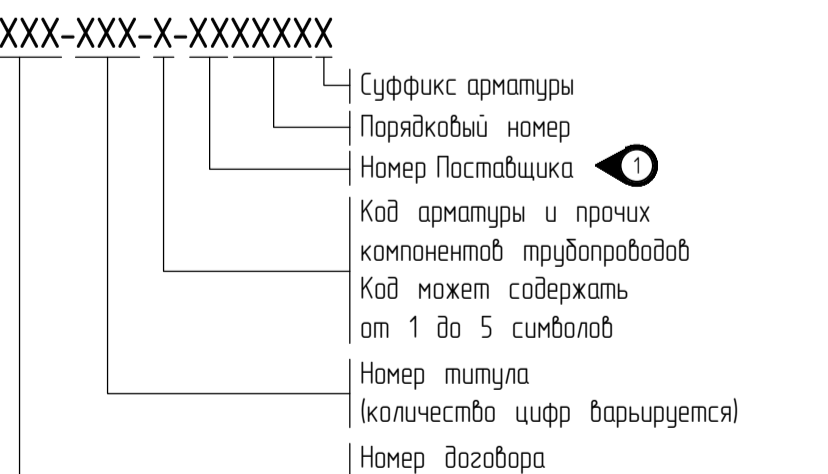 XXX-XXX-X-XXXXXXX
Суффикс арматуры
Порядковый номер
Номер Поставщика 1
Код арматуры и прочих
компонентов трубопроводов
Код может содержать
от 1 до 5 символов
Номер титула
(количество цифр варьируется)
Номер договора